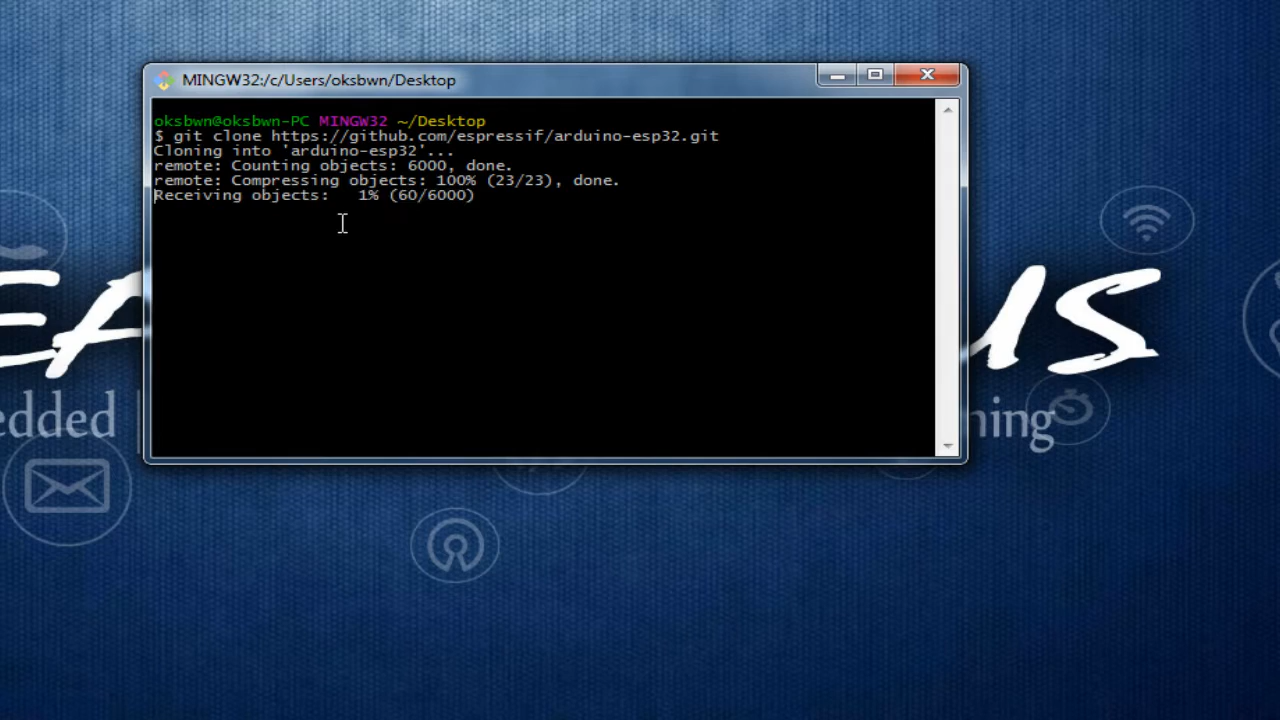 MINGW32:/c/Users/oksbwn/Desktop
oksbwn@oksbwn-PC MINGW32 ~/Desktop
$ git clone https://github.com/espressif/arduino-esp32.git
Cloning into 'arduino-esp32'...
remote: Counting objects: 6000, done.
remote: Compressing objects: 100% (23/23), done.
Receiving objects:   1% (60/6000)